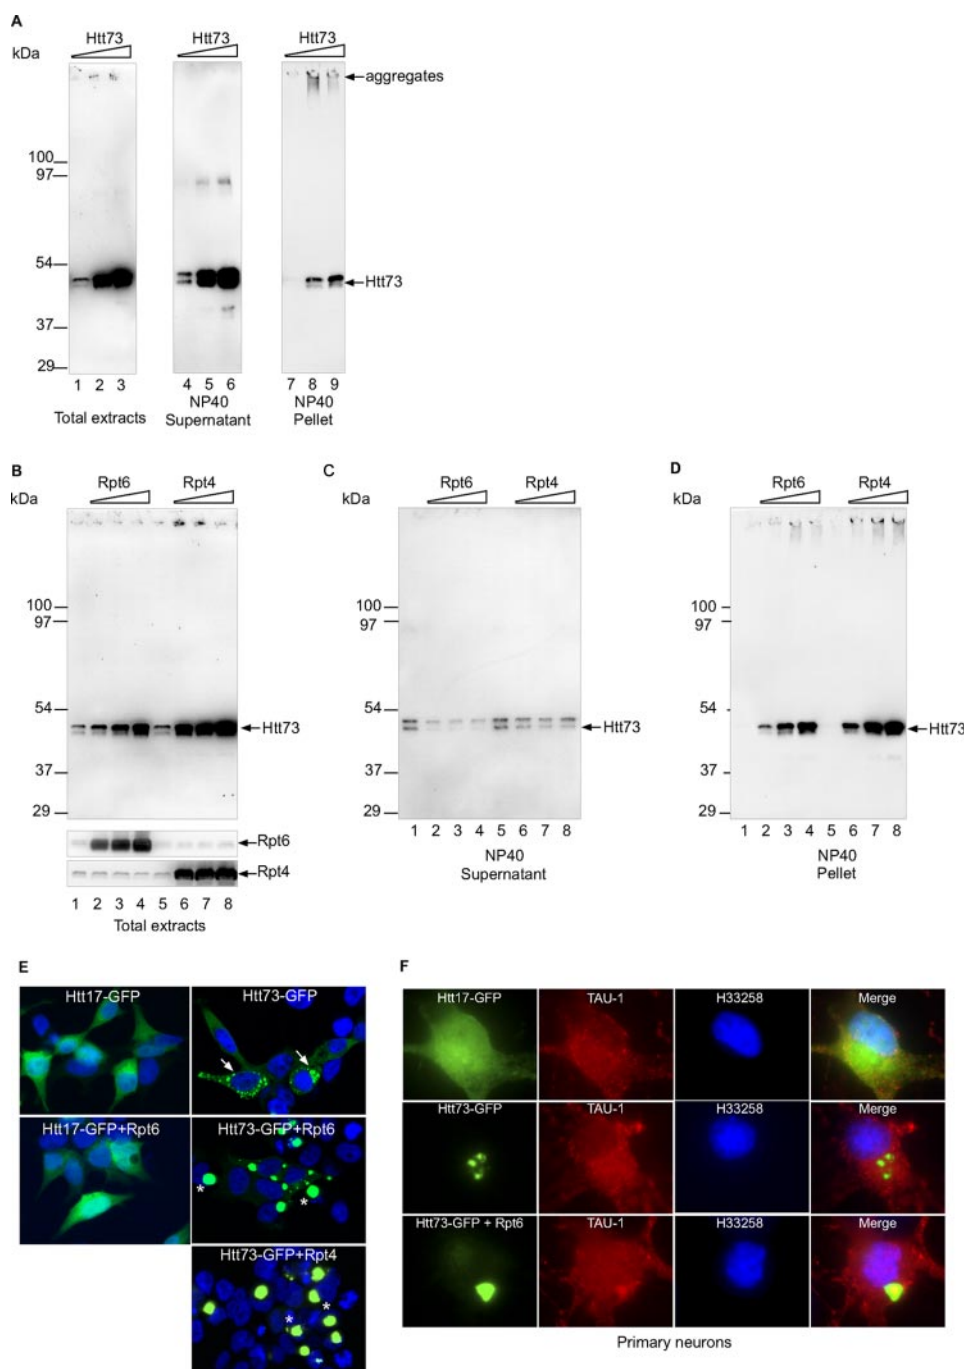 A
Htt73 Htt73 Htt73
kDa
aggregates
100
97
54
Htt73
37
29
1 2 3 4 5 6 7 8 9
Total extracts NP40 Supernatant NP40 Pellet
B C D
Rpt6 Rpt4 Rpt6 Rpt4 Rpt6 Rpt4
kDa kDa kDa
100 100 100
97 97 97
54 54 54
Htt73 Htt73 Htt73
37 37 37
29 29 29
1 2 3 4 5 6 7 8 1 2 3 4 5 6 7 8
NP40 Supernatant NP40 Pellet
Rpt6
Rpt4
1 2 3 4 5 6 7 8
Total extracts
E
Htt17-GFP Htt73-GFP
Htt17-GFP+Rpt6 Htt73-GFP+Rpt6
* *
Htt73-GFP+Rpt4
* *
F
Htt17-GFP TAU-1 H33258 Merge
Htt73-GFP TAU-1 H33258 Merge
Htt73-GFP + Rpt6 TAU-1 H33258 Merge
Primary neurons